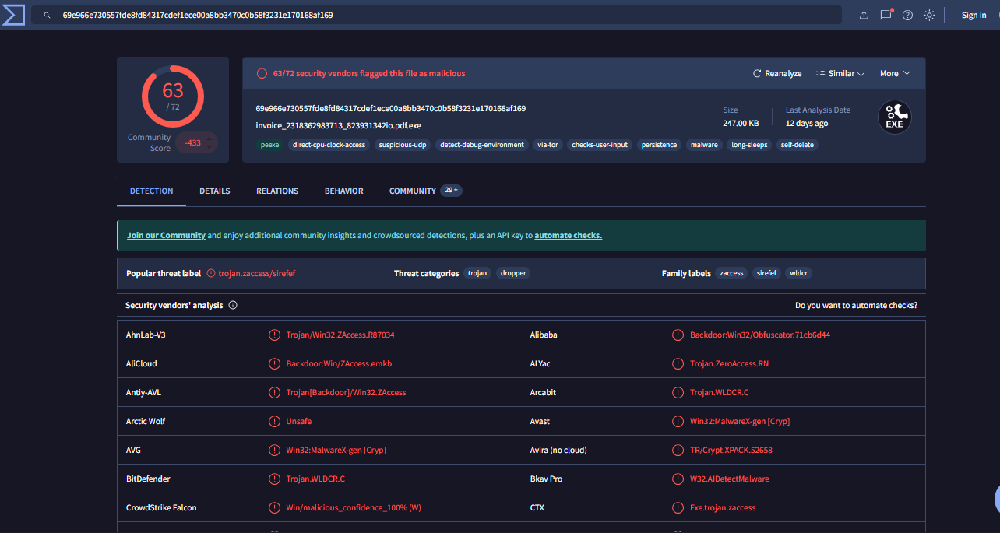 69e966e730557fde8fd84317cdef1ece00a8bb3470c0b58f3231e170168af169
Sign in
63
/ 72
Community Score
-433
63/72 security vendors flagged this file as malicious
Reanalyze
Similar
More
69e966e730557fde8fd84317cdef1ece00a8bb3470c0b58f3231e170168af169
invoice_2318362983713_823931342io.pdf.exe
Size
247.00 KB
Last Analysis Date
12 days ago
EXE
peexe direct-cpu-clock-access suspicious-udp detect-debug-environment via-tor checks-user-input persistence malware long-sleeps self-delete
DETECTION DETAILS RELATIONS BEHAVIOR COMMUNITY 29+
Join our Community and enjoy additional community insights and crowdsourced detections, plus an API key to automate checks.
Popular threat label trojan.zaccess/sirefef Threat categories trojan dropper Family labels zaccess sirefef wldcr
Security vendors' analysis Do you want to automate checks?
AhnLab-V3 Trojan/Win32.ZAccess.R87034 Alibaba Backdoor:Win32/Obfuscator.71cb6d44
AliCloud Backdoor:Win/ZAccess.emkb ALYac Trojan.ZeroAccess.RN
Antiy-AVL Trojan[Backdoor]/Win32.ZAccess Arcabit Trojan.WLDCR.C
Arctic Wolf Unsafe Avast Win32:MalwareX-gen [Cryp]
AVG Win32:MalwareX-gen [Cryp] Avira (no cloud) TR/Crypt.XPACK.52658
BitDefender Trojan.WLDCR.C Bkav Pro W32.AIDetectMalware
CrowdStrike Falcon Win/malicious_confidence_100% (W) CTX Exe.trojan.zaccess